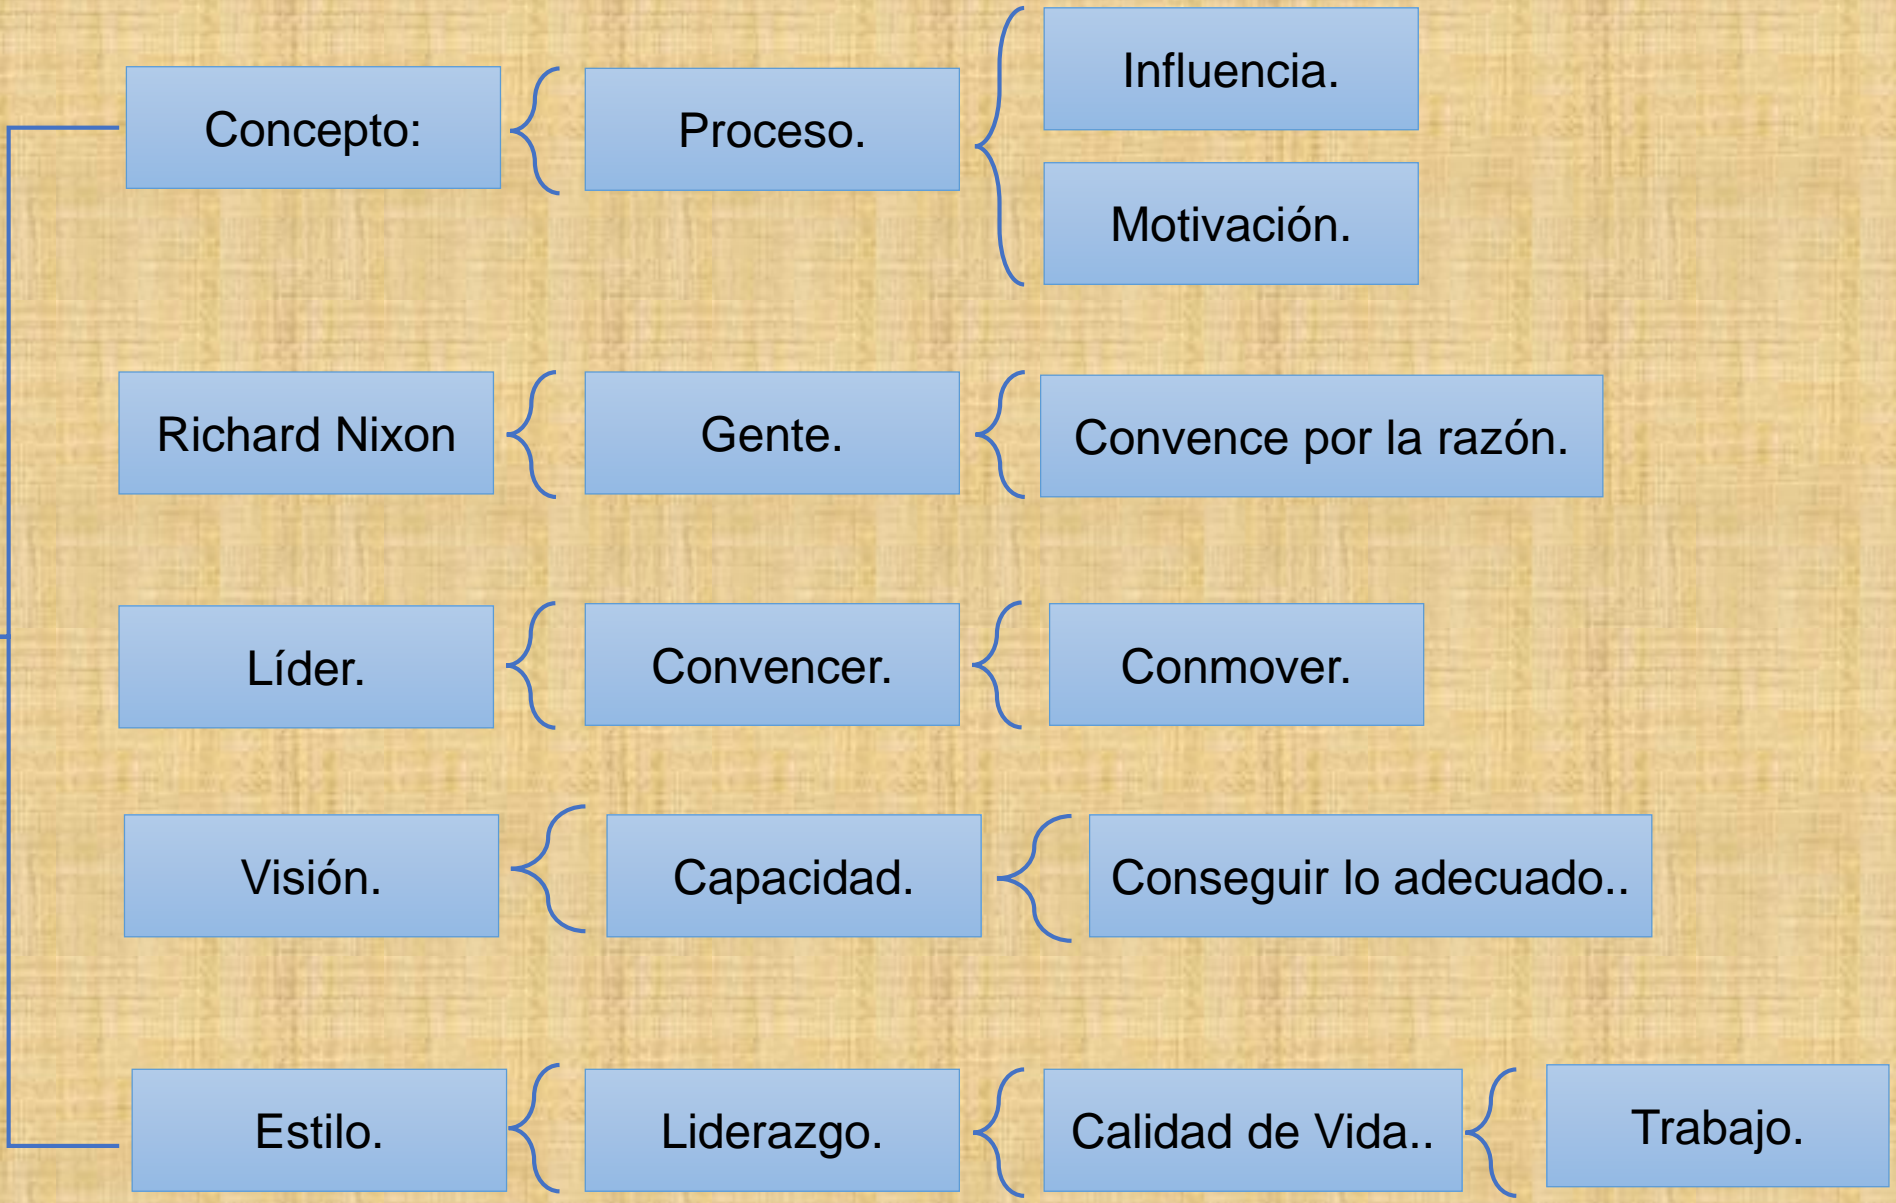 Concepto:
Proceso.
Influencia.
Motivación.
Richard Nixon
Gente.
Convence por la razón.
Líder.
Convencer.
Conmover.
Visión.
Capacidad.
Conseguir lo adecuado..
Estilo.
Liderazgo.
Calidad de Vida..
Trabajo.